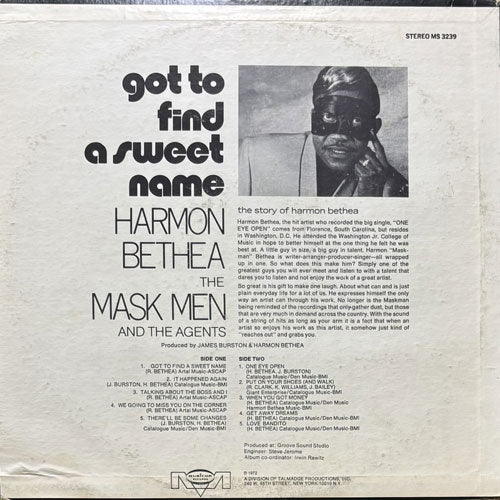 STEREO MS 3239
got to
find
a sweet
name
HARMON
BETHEA
THE
MASK MEN
AND THE AGENTS
Produced by JAMES BURSTON & HARMON BETHEA
the story of harmon bethea
Harmon Bethea, the hit artist who recorded the big single, "ONE
EYE OPEN" comes from Florence, South Carolina, but resides
in Washington, D.C. He attended the Washington Jr. College
of Music in hope to better himself at the one thing he felt he was
best at. A little guy in size, a big guy in talent. Harmon "Mask-
man" Bethea is writer-arranger-producer-singer—all wrapped
up in one. So what does this make him? Simply one of the
greatest guys you will ever meet and listen to with a talent that
dares you to listen and not enjoy the work of a great artist.
So great is his gift to make one laugh. About what can and is just
plain everyday life for a lot of us. He expresses himself the only
way an artist can through his work. No longer is the Maskman
being reminded of the recordings that only gather dust, but those
that are very much in demand across the country. With the sound
of a string of hits as long as your arm it is a fact that when an
artist so enjoys his work as this artist, it somehow just kind of
"reaches out" and grabs you.
SIDE ONE
1. GOT TO FIND A SWEET NAME
(R. BETHEA) Artal Music-ASCAP
2. IT HAPPENED AGAIN
(J. BURSTON, H. BETHEA) Catalogue Music-BMI
3. TALKING ABOUT THE BOSS AND I
(R. BETHEA) Artal Music-ASCAP
4. WE GOING TO MISS YOU ON THE CORNER
(R. BETHEA) Artal Music-ASCAP
5. THERE'LL BE SOME CHANGES
(J. BURSTON, H. BETHEA)
Catalogue Music/Den Music-BMI
SIDE TWO
1. ONE EYE OPEN
(H. BETHEA, J. BURSTON)
Catalogue Music/Den Music-BMI
2. PUT ON YOUR SHOES (AND WALK)
(R. CLARK, K. WILLIAMS, J. BAILEY)
Giant Enterprise/Catalogue Music-BMI
3. WHEN YOU GOT MONEY
Catalogue Music/Den Music
Harmon Bethea Music-BMI
4. GET AWAY DREAMS
Catalogue Music/Den Music-BMI
5. LOVE BANDITO
(H. BETHEA) Catalogue Music-BMI
Produced at: Groove Sound Studio
Engineer: Steve Jerome
Album co-ordinator: Irwin Rawitz
musicor
RECORDS
℗ 1972
A DIVISION OF TALMADGE PRODUCTIONS, INC.
240 W. 55TH STREET, NEW YORK 10019 N.Y.